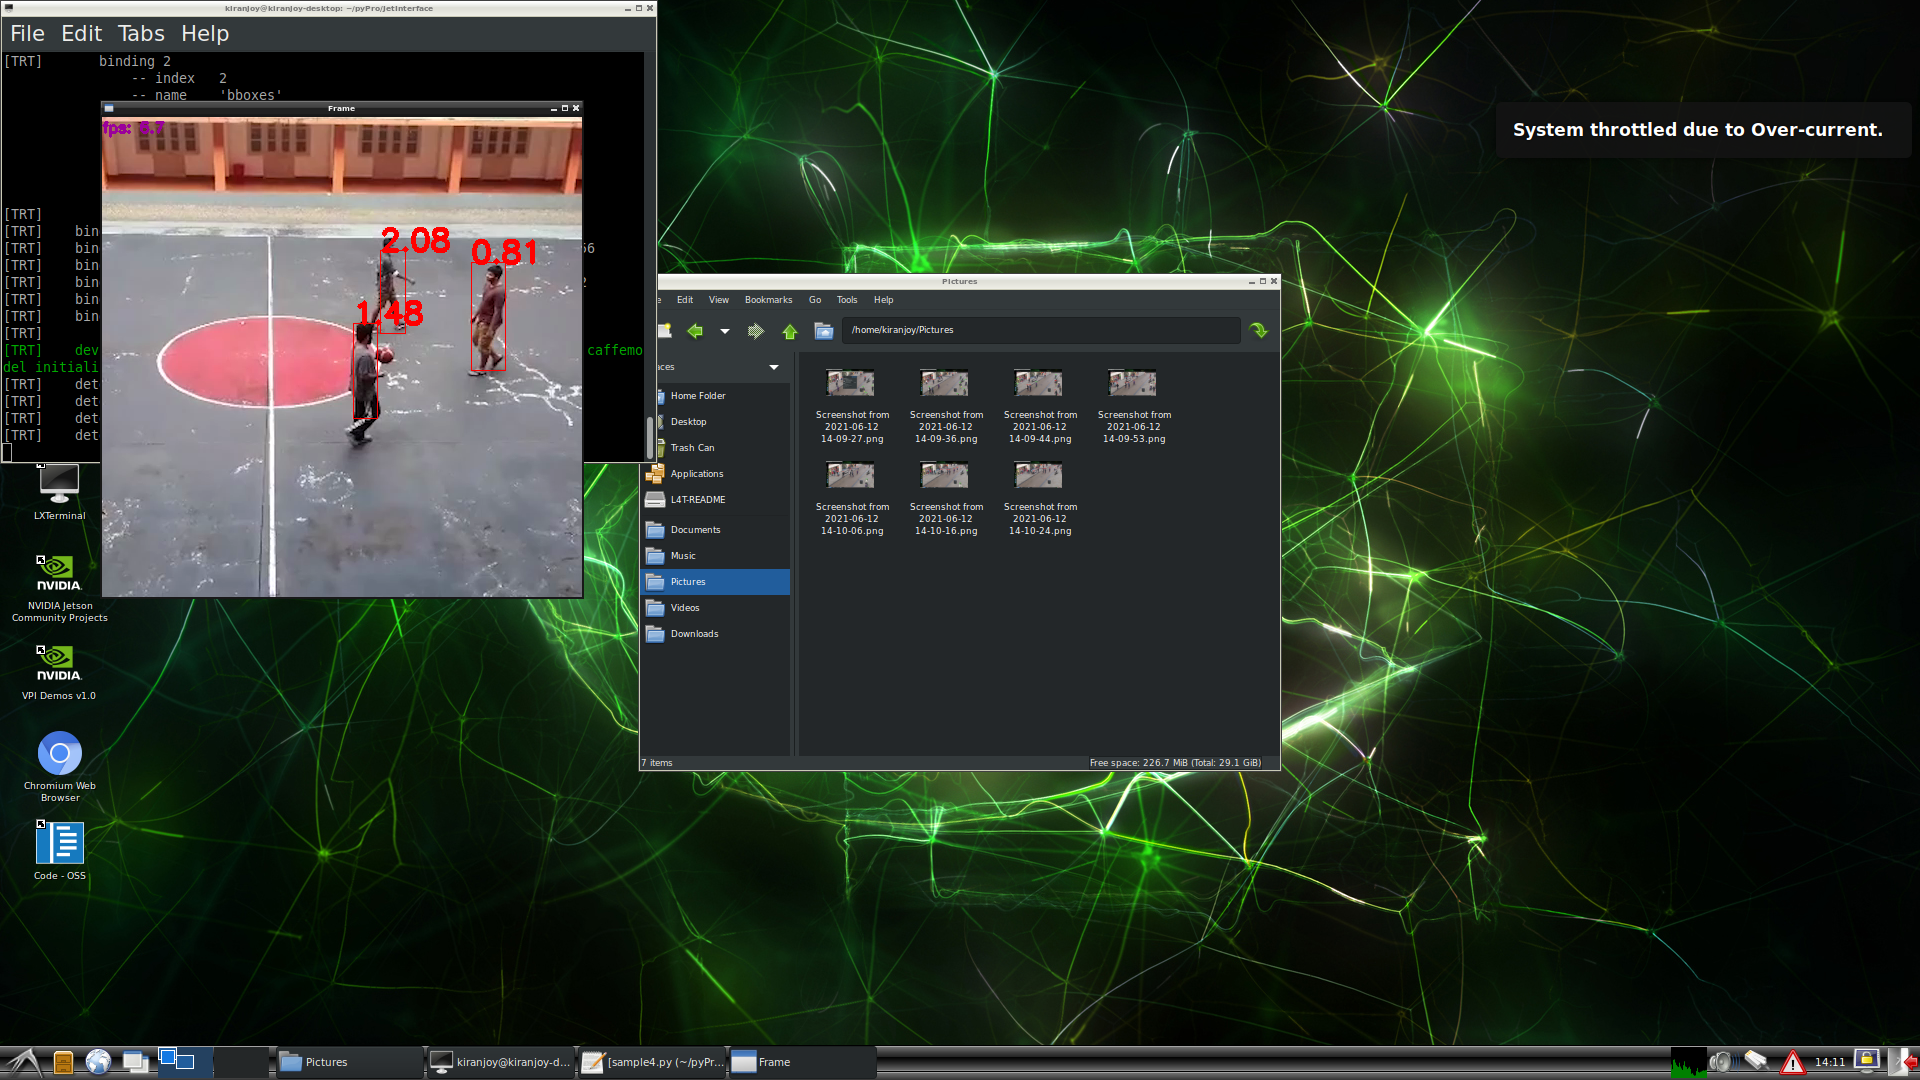 kiranjoy@kiranjoy-desktop: ~/pyPro/jetInterface
File Edit Tabs Help
[TRT] binding 2
-- index 2
-- name 'bboxes'
Frame
fps:
[TRT]
[TRT] bin
[TRT] bin 56
[TRT] bin
[TRT] bin
[TRT] bin
[TRT] bin
[TRT]
[TRT] dev caffemo
del initiali
[TRT] det
[TRT] det
[TRT] det
[TRT] det
2.08
0.81
1.48
System throttled due to Over-current.
Pictures
Edit View Bookmarks Go Tools Help
/home/kiranjoy/Pictures
aces
Home Folder
Desktop
Trash Can
Applications
L4T-README
Documents
Music
Pictures
Videos
Downloads
Screenshot from 2021-06-12 14-09-27.png
Screenshot from 2021-06-12 14-09-36.png
Screenshot from 2021-06-12 14-09-44.png
Screenshot from 2021-06-12 14-09-53.png
Screenshot from 2021-06-12 14-10-06.png
Screenshot from 2021-06-12 14-10-16.png
Screenshot from 2021-06-12 14-10-24.png
7 items
Free space: 226.7 MiB (Total: 29.1 GiB)
LXTerminal
NVIDIA
NVIDIA Jetson
Community Projects
NVIDIA
VPI Demos v1.0
Chromium Web
Browser
Code - OSS
Pictures
kiranjoy@kiranjoy-d...
[sample4.py (~/pyPr...
Frame
14:11